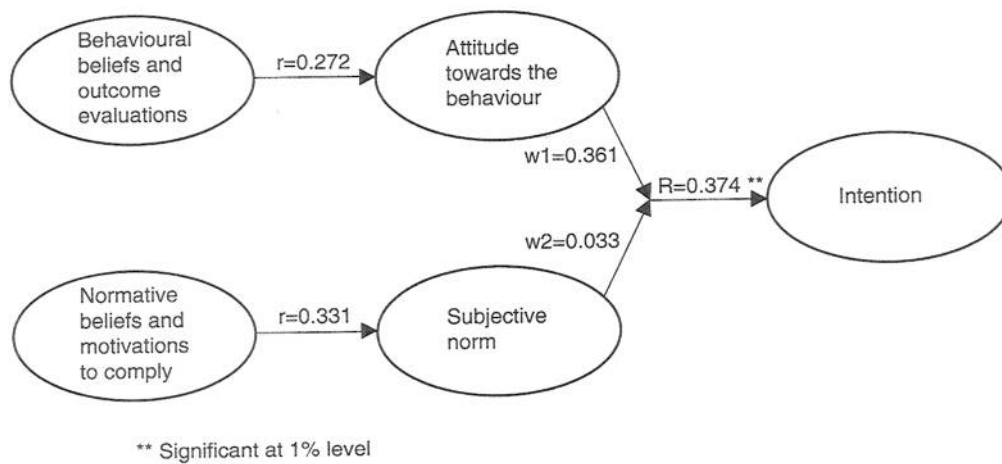 Behavioural
beliefs and
outcome
evaluations
r=0.272
Attitude
towards the
behaviour
w1=0.361
R=0.374 **
Intention
w2=0.033
Normative
beliefs and
motivations
to comply
r=0.331
Subjective
norm
** Significant at 1% level